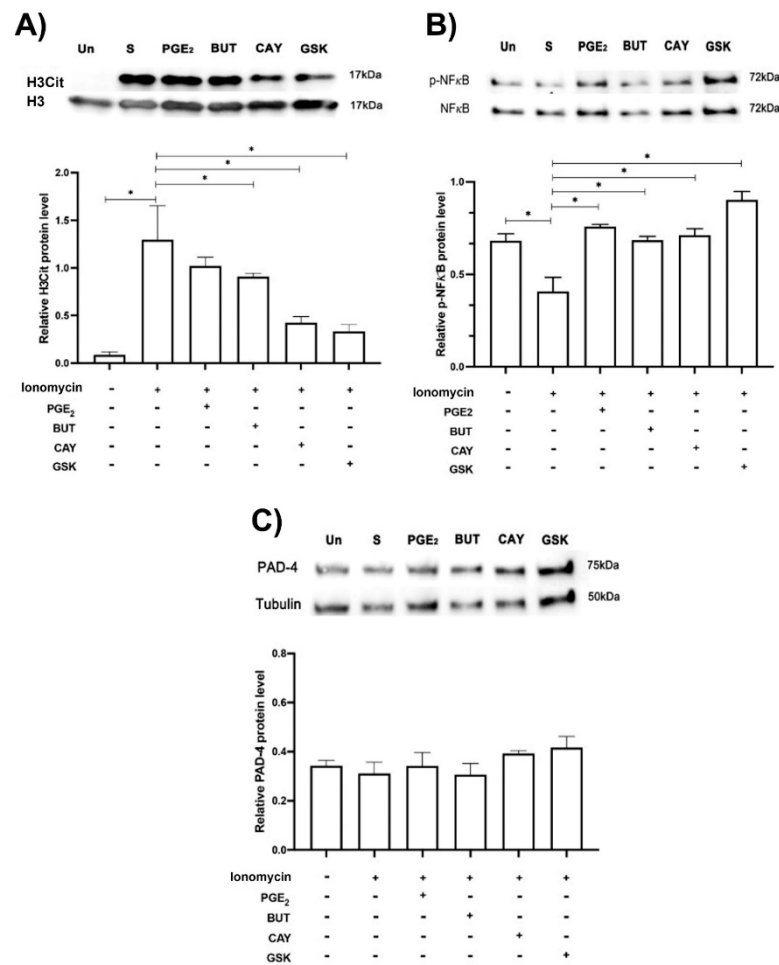 A)
Un S PGE2 BUT CAY GSK
H3Cit 17kDa
H3 17kDa
Relative H3Cit protein level
2.0
1.5
1.0
0.5
0.0
* * * *
Ionomycin - + + + + +
PGE2 - - + - - -
BUT - - - + - -
CAY - - - - + -
GSK - - - - - +
B)
Un S PGE2 BUT CAY GSK
p-NFκB 72kDa
NFκB 72kDa
Relative p-NFκB protein level
1.0
0.5
0.0
* * * * *
Ionomycin - + + + + +
PGE2 - - + - - -
BUT - - - + - -
CAY - - - - + -
GSK - - - - - +
C)
Un S PGE2 BUT CAY GSK
PAD-4 75kDa
Tubulin 50kDa
Relative PAD-4 protein level
0.8
0.6
0.4
0.2
0.0
Ionomycin - + + + + +
PGE2 - - + - - -
BUT - - - + - -
CAY - - - - + -
GSK - - - - - +